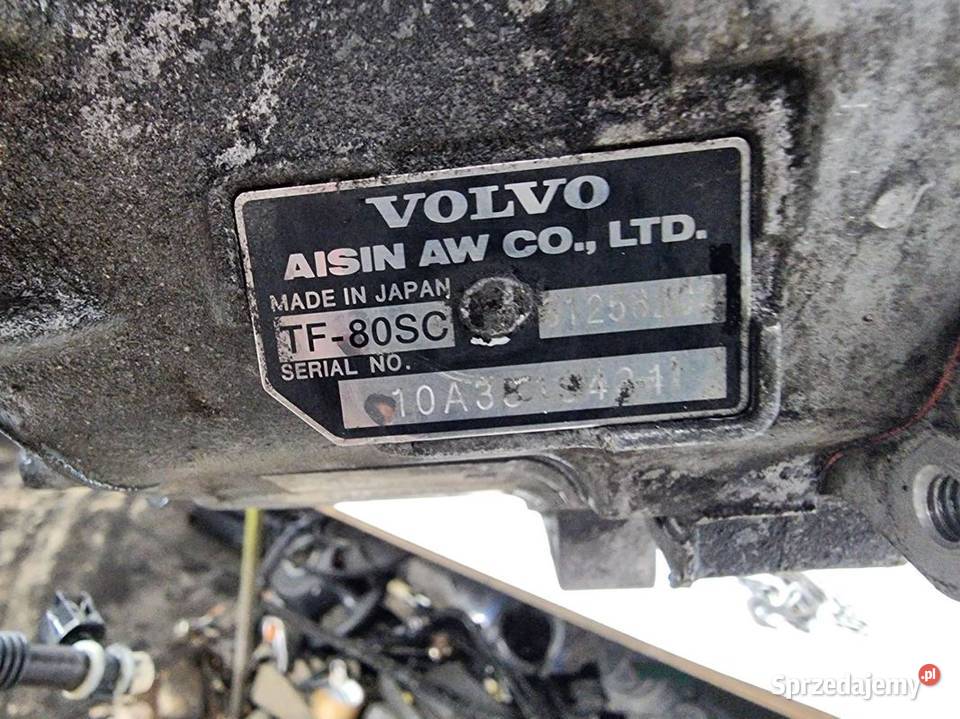 VOLVO
AISIN AW CO., LTD.
MADE IN JAPAN
TF-80SC
SERIAL NO.
Sprzedajemy.pl